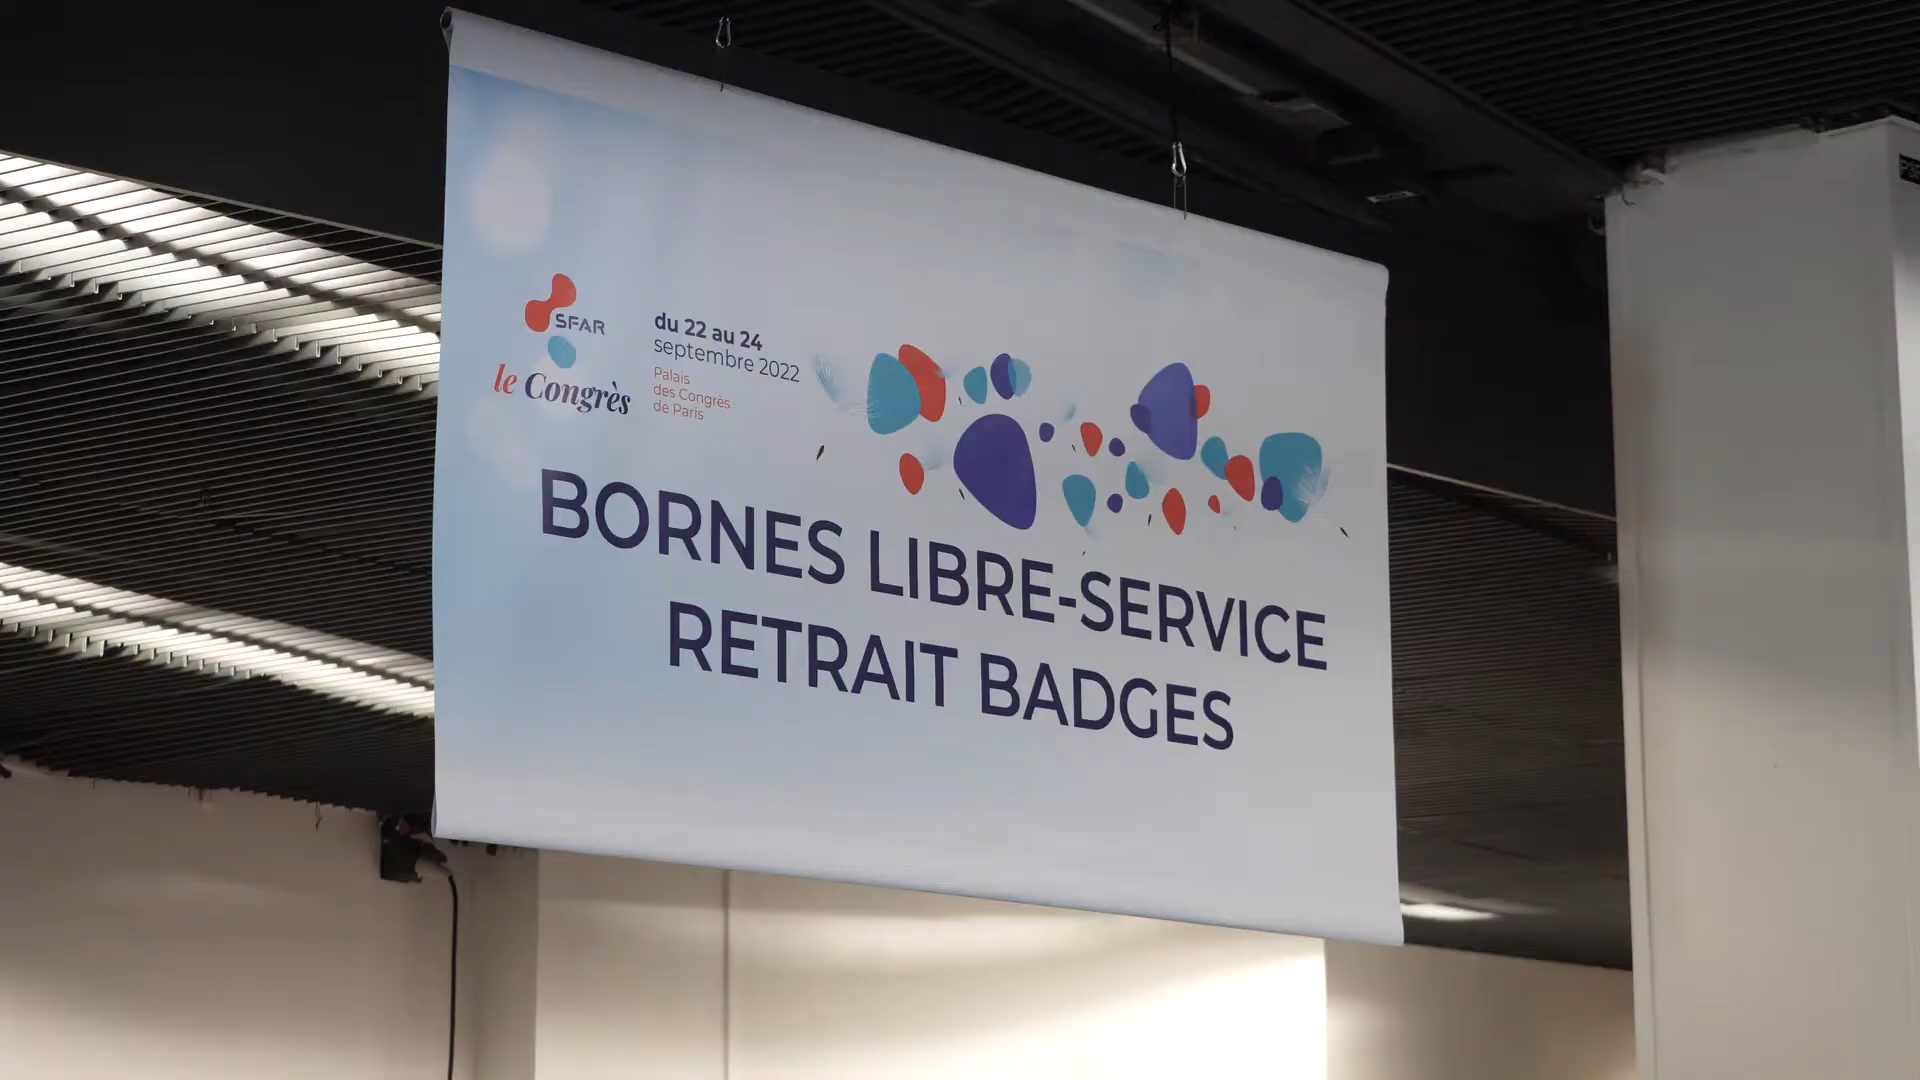 SFAR
le Congrès
du 22 au 24
septembre 2022
Palais
des Congrès
de Paris
BORNES LIBRE-SERVICE
RETRAIT BADGES